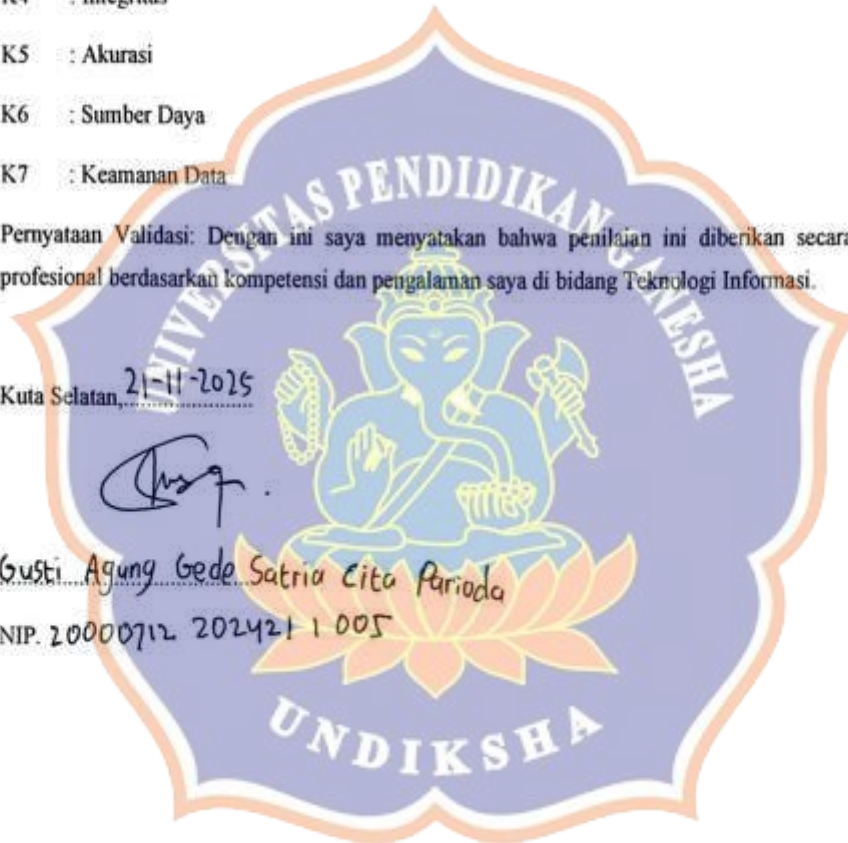 K4 : Integritas
K5 : Akurasi
K6 : Sumber Daya
K7 : Keamanan Data
UNIVERSITAS PENDIDIKAN GANESHA
Pernyataan Validasi: Dengan ini saya menyatakan bahwa penilaian ini diberikan secara
profesional berdasarkan kompetensi dan pengalaman saya di bidang Teknologi Informasi.
Kuta Selatan, 21-11-2025
Gusti Agung Gede Satria Cita Parioda
NIP. 20000712 202421 1 005
UNDIKSHA